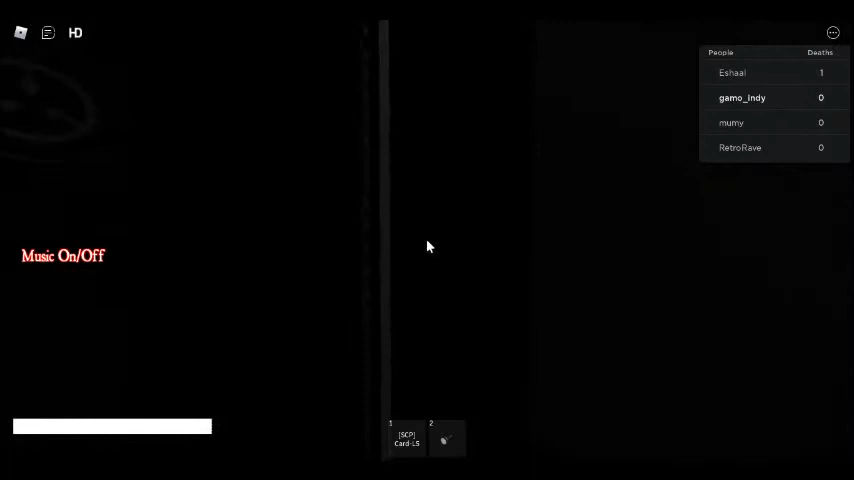 HD
People Deaths
Eshaal 1
gamo_indy 0
mumy 0
RetroRave 0
Music On/Off
1 2
[SCP]
Card-L5